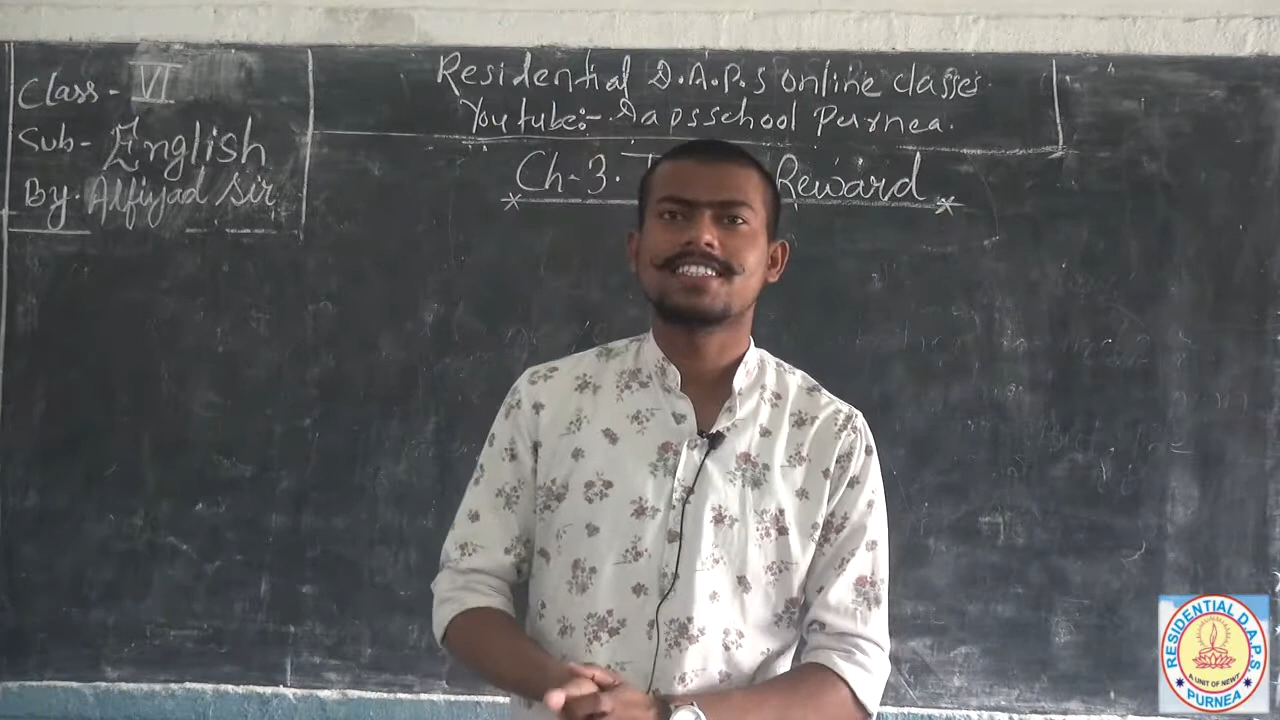 Class - VI
Sub - English
By. Alfiyad Sir
Residential D.A.P.S online classes
Youtube:- Dapsschool Purnea.
Ch-3. Reward
RESIDENTIAL D.A.P.S
A UNIT OF NEWT
PURNEA